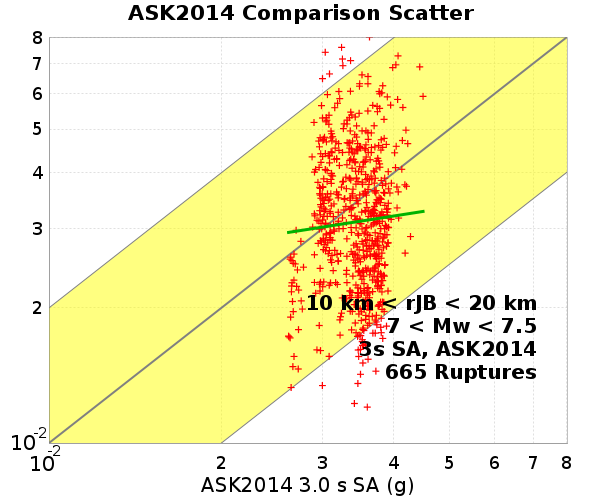 ASK2014 Comparison Scatter
8
7
6
5
4
3
2
10-2
10 km < rJB < 20 km
7 < Mw < 7.5
3s SA, ASK2014
665 Ruptures
10-2 2 3 4 5 6 7 8
ASK2014 3.0 s SA (g)